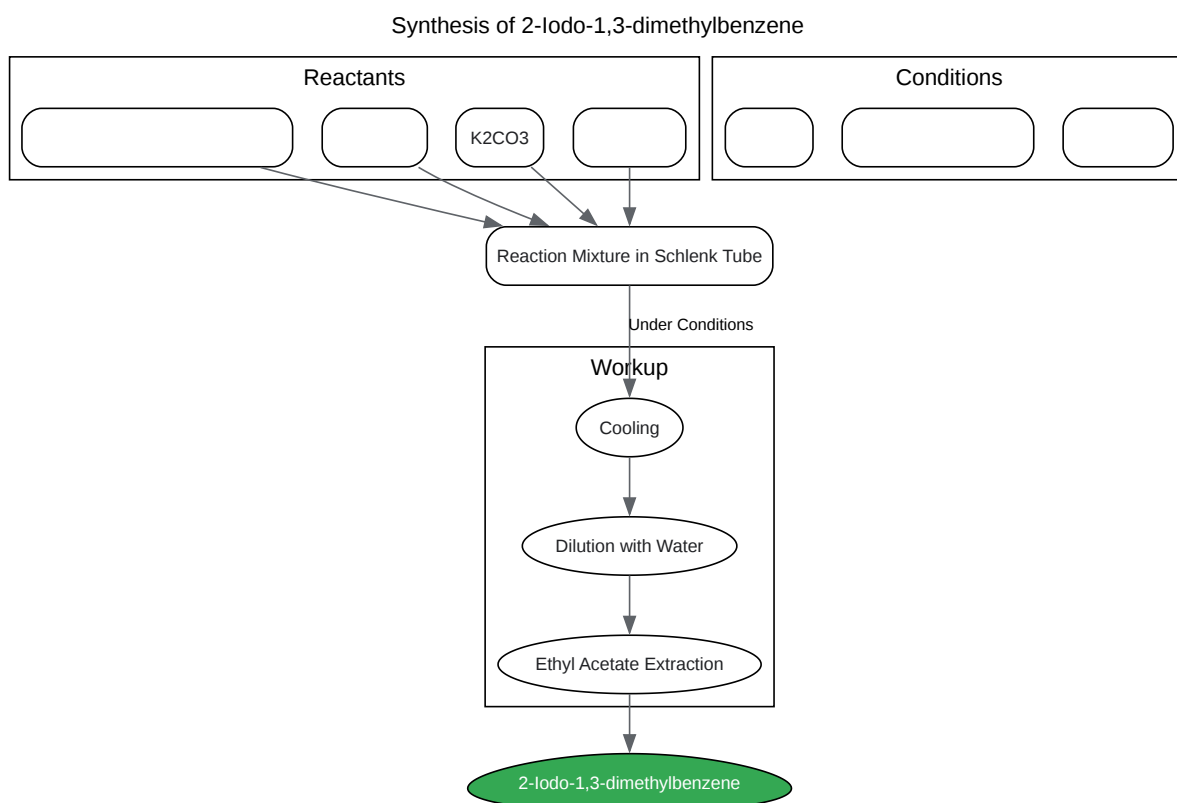 Synthesis of 2-Iodo-1,3-dimethylbenzene
Reactants
Conditions
K2CO3
Reaction Mixture in Schlenk Tube
Under Conditions
Workup
Cooling
Dilution with Water
Ethyl Acetate Extraction
2-Iodo-1,3-dimethylbenzene